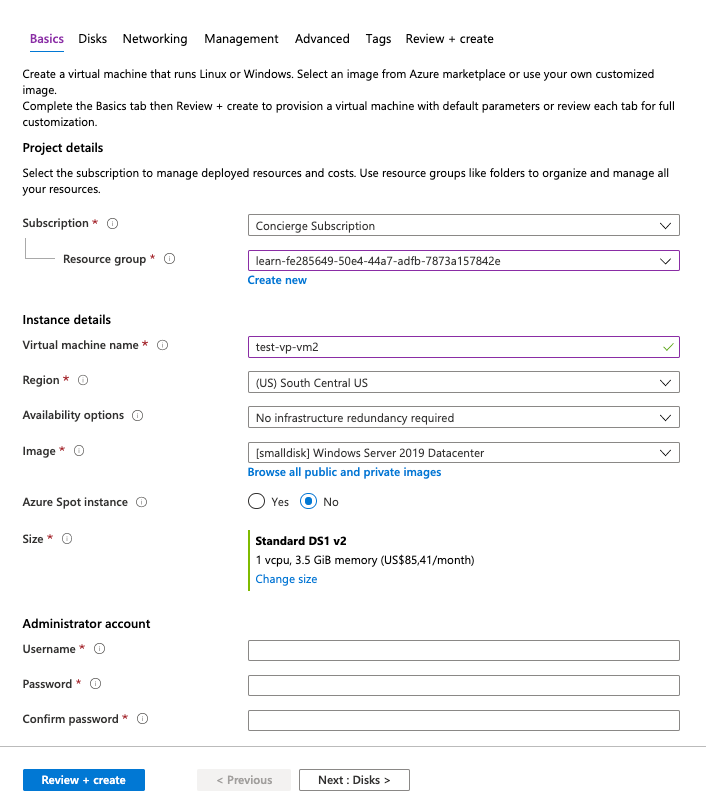 Basics Disks Networking Management Advanced Tags Review + create
Create a virtual machine that runs Linux or Windows. Select an image from Azure marketplace or use your own customized
image.
Complete the Basics tab then Review + create to provision a virtual machine with default parameters or review each tab for full
customization.
Project details
Select the subscription to manage deployed resources and costs. Use resource groups like folders to organize and manage all
your resources.
Subscription * Concierge Subscription
Resource group * learn-fe285649-50e4-44a7-adfb-7873a157842e
Create new
Instance details
Virtual machine name * test-vp-vm2
Region * (US) South Central US
Availability options No infrastructure redundancy required
Image * [smalldisk] Windows Server 2019 Datacenter
Browse all public and private images
Azure Spot instance Yes No
Size * Standard DS1 v2
1 vcpu, 3.5 GiB memory (US$85,41/month)
Change size
Administrator account
Username *
Password *
Confirm password *
Review + create < Previous Next : Disks >